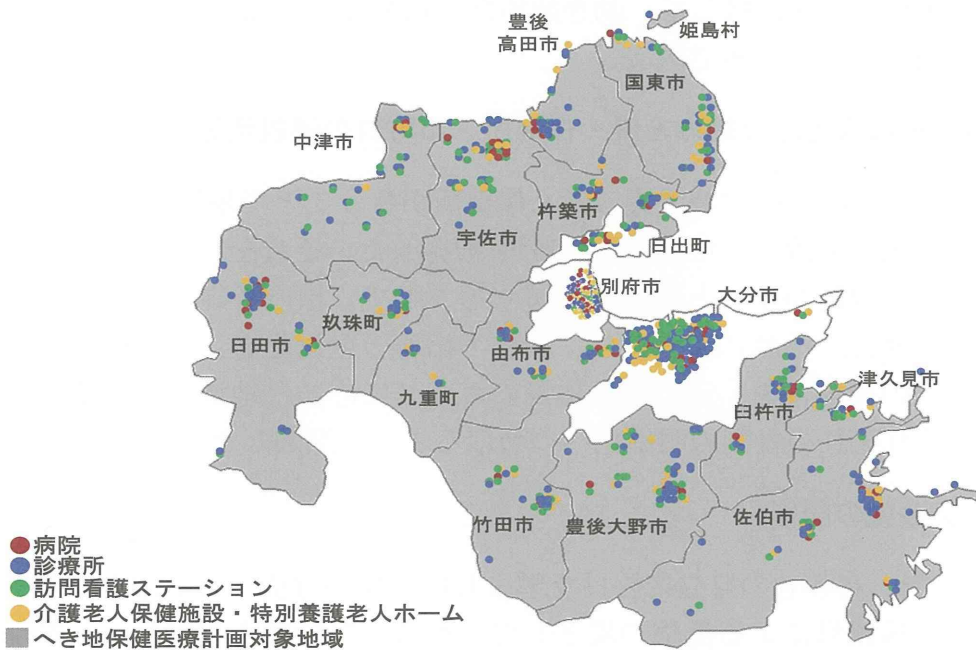 豊後
高田市
姫島村
国東市
中津市
杵築市
宇佐市
日出町
別府市
大分市
玖珠町
日田市
由布市
九重町
津久見市
臼杵市
竹田市
豊後大野市
佐伯市
病院
診療所
訪問看護ステーション
介護老人保健施設・特別養護老人ホーム
へき地保健医療計画対象地域